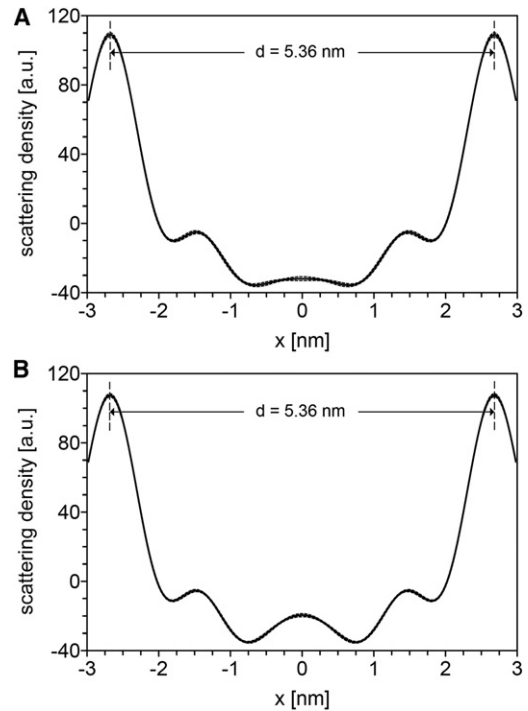 A
120
80
40
0
-40
scattering density [a.u.]
d = 5.36 nm
-3 -2 -1 0 1 2 3
x [nm]
B
120
80
40
0
-40
scattering density [a.u.]
d = 5.36 nm
-3 -2 -1 0 1 2 3
x [nm]